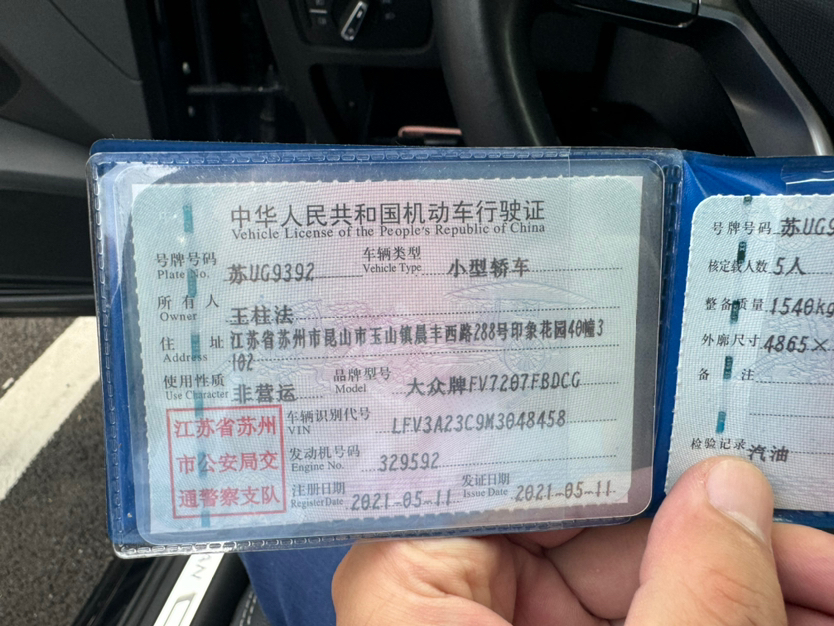 中华人民共和国机动车行驶证
Vehicle License of the People's Republic of China
号牌号码 苏UG9392 车辆类型 小型轿车
Plate No. Vehicle Type
所有人 王柱法
Owner
住址 江苏省苏州市昆山市玉山镇晨丰西路288号印象花园40幢3
Address 102
使用性质 非营运 品牌型号 大众牌FV7207FBDCG
Use Character Model
车辆识别代号 LFV3A23C9M3048458
VIN
发动机号码 329592
Engine No.
注册日期 2021-05-11 发证日期 2021-05-11
Register Date Issue Date
江苏省苏州
市公安局交
通警察支队
号牌号码 苏UG9
核定载人数 5人
整备质量 1540kg
外廓尺寸 4865×
备注
检验记录 汽油